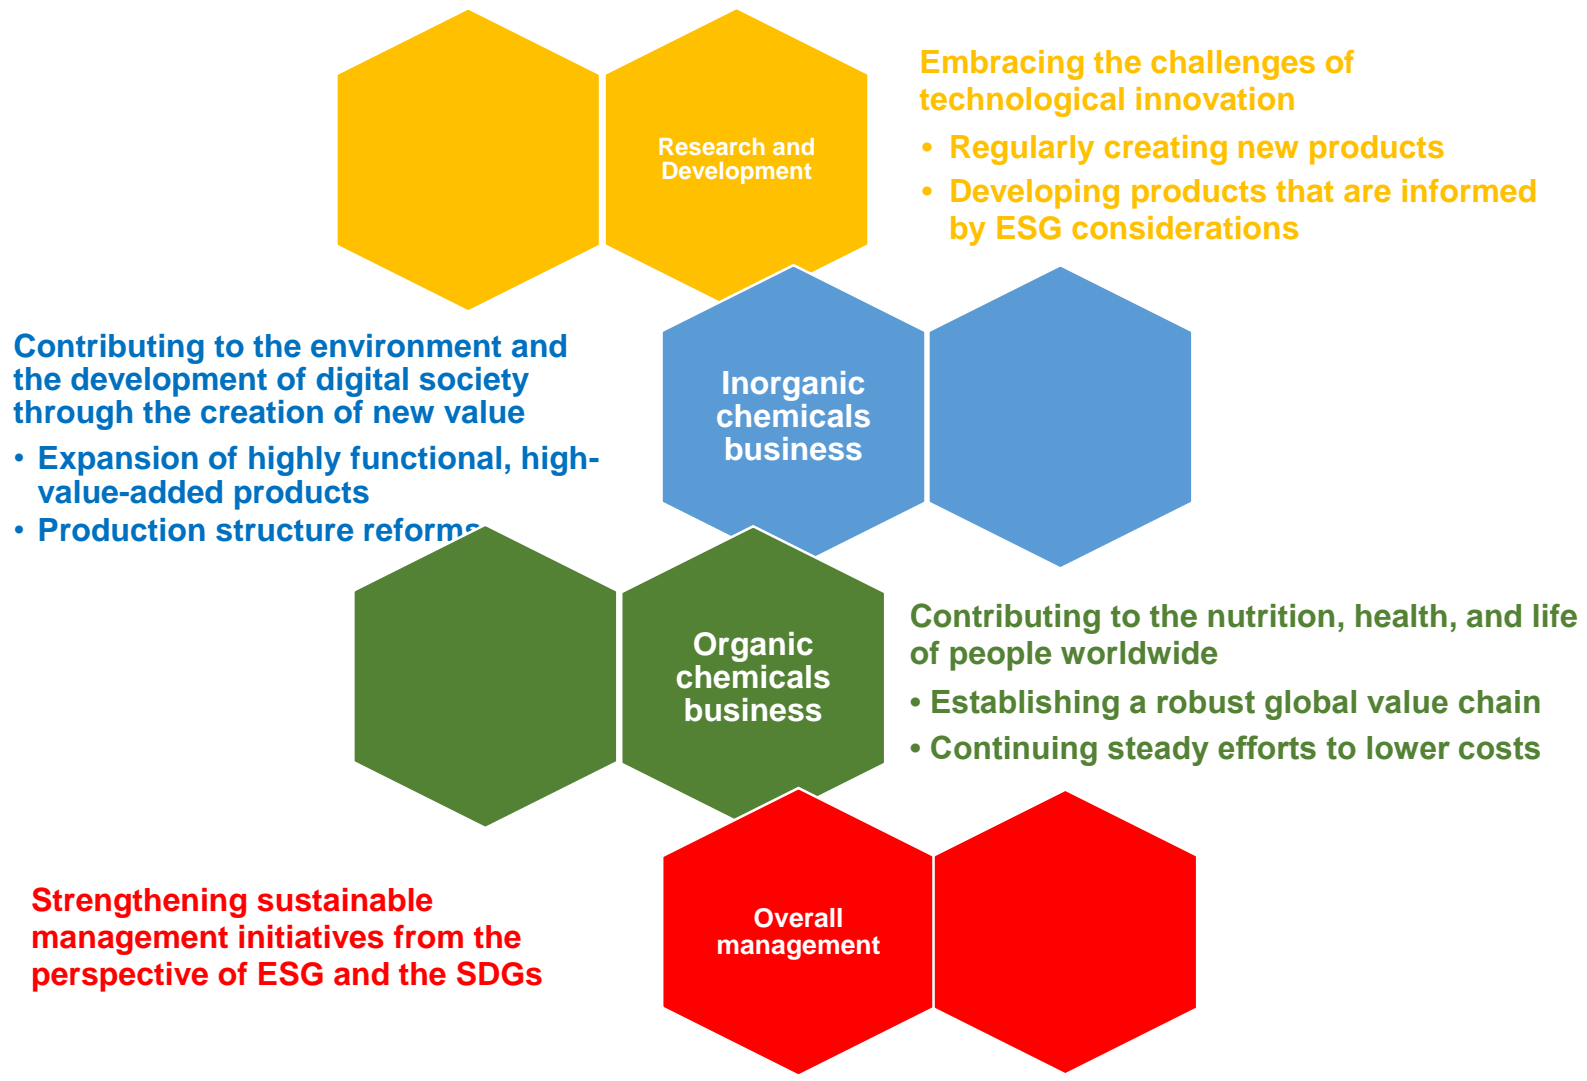 Embracing the challenges of
technological innovation
• Regularly creating new products
• Developing products that are informed
by ESG considerations
Research and
Development
Contributing to the environment and
the development of digital society
through the creation of new value
• Expansion of highly functional, high-
value-added products
• Production structure reforms
Inorganic
chemicals
business
Organic
chemicals
business
Contributing to the nutrition, health, and life
of people worldwide
• Establishing a robust global value chain
• Continuing steady efforts to lower costs
Strengthening sustainable
management initiatives from the
perspective of ESG and the SDGs
Overall
management